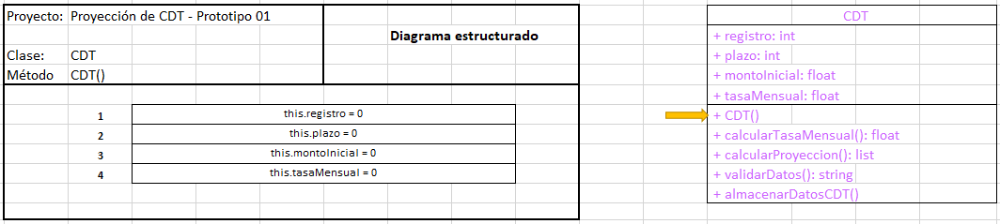 Proyecto: Proyección de CDT - Prototipo 01
Diagrama estructurado
Clase: CDT
Método CDT()
1 this.registro = 0
2 this.plazo = 0
3 this.montoInicial = 0
4 this.tasaMensual = 0
CDT
+ registro: int
+ plazo: int
+ montoInicial: float
+ tasaMensual: float
+ CDT()
+ calcularTasaMensual(): float
+ calcularProyeccion(): list
+ validarDatos(): string
+ almacenarDatosCDT()